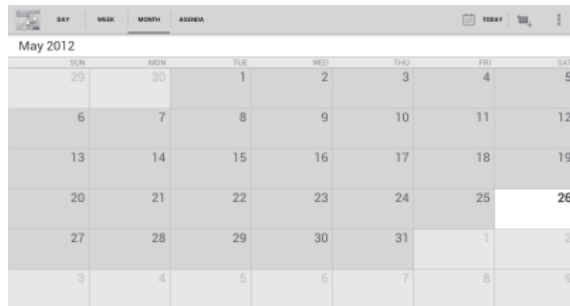 DAY WEEK MONTH AGENDA TODAY
May 2012
SUN MON TUE WED THU FRI SAT
29 30 1 2 3 4 5
6 7 8 9 10 11 12
13 14 15 16 17 18 19
20 21 22 23 24 25 26
27 28 29 30 31 1 2
3 4 5 6 7 8 9